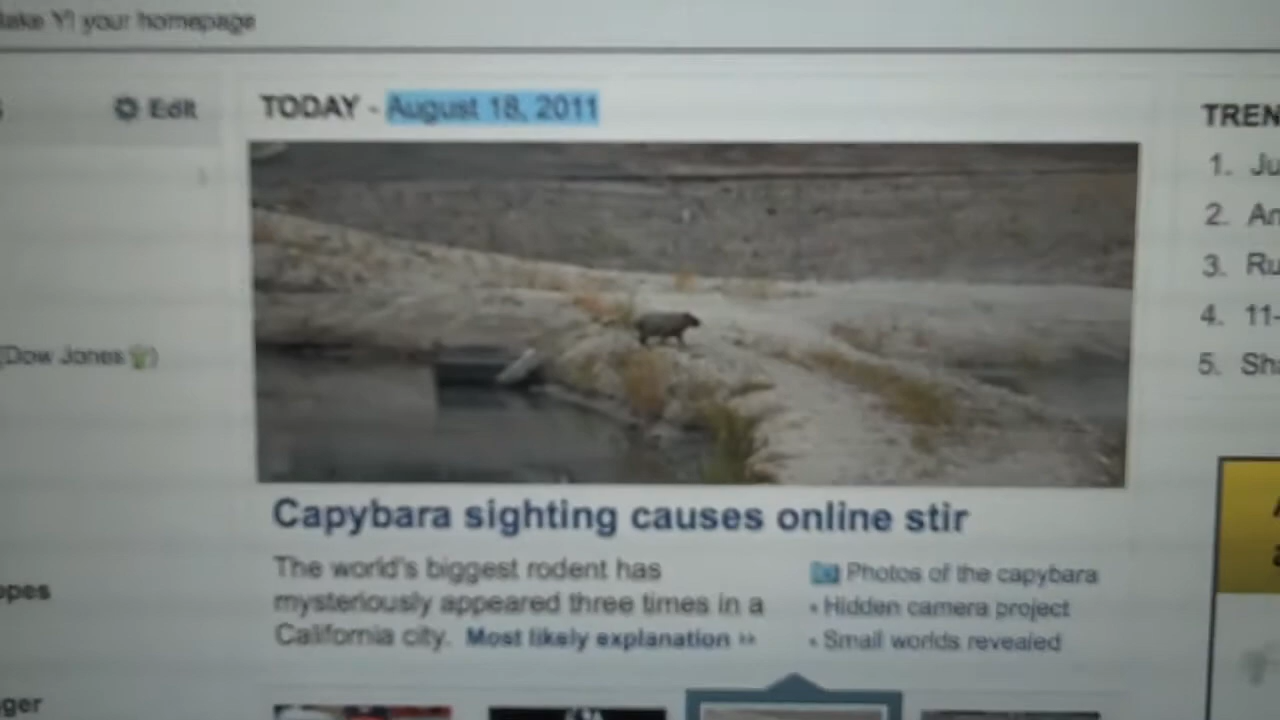 Make Y! your homepage
Edit
TODAY - August 18, 2011
TREN
1. Ju
2. An
3. Ru
4. 11-
5. Sh
(Dow Jones)
Capybara sighting causes online stir
The world's biggest rodent has
mysteriously appeared three times in a
California city. Most likely explanation »
Photos of the capybara
• Hidden camera project
• Small worlds revealed
opes
ger